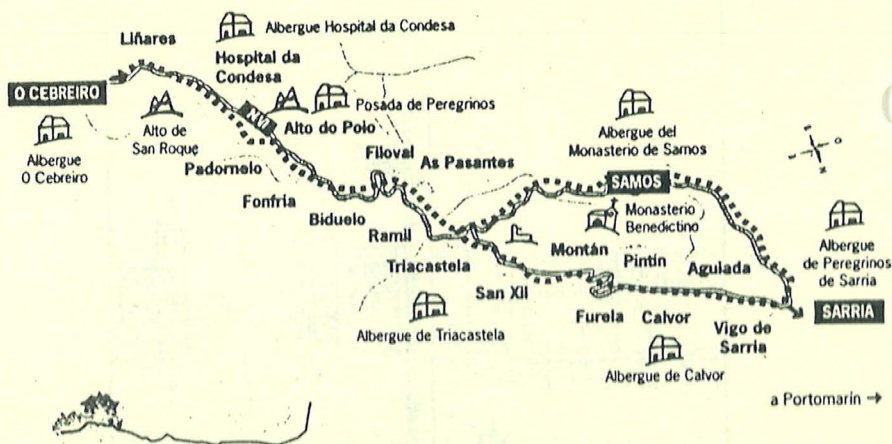 Liñares
Albergue Hospital da Condesa
Hospital da
Condesa
O CEBREIRO
NVI
Posada de Peregrinos
Alto do Poio
Albergue
O Cebreiro
Alto de
San Roque
Padornelo
Fonfria
Biduelo
Filoval
As Pasantes
Ramil
Triacastela
Albergue de Triacastela
Albergue del
Monasterio de Samos
SAMOS
Monasterio
Benedictino
Montán
Pintín
Aguiada
San Xil
Furela
Calvor
Vigo de
Sarria
Albergue de Calvor
Albergue
de Peregrinos
de Sarria
SARRIA
a Portomarín →